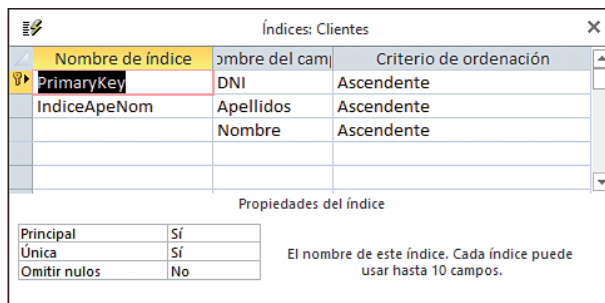 Índices: Clientes
Nombre de índice ombre del cam Criterio de ordenación
PrimaryKey DNI Ascendente
IndiceApeNom Apellidos Ascendente
Nombre Ascendente
Propiedades del índice
Principal Sí
Única Sí
Omitir nulos No
El nombre de este índice. Cada índice puede
usar hasta 10 campos.